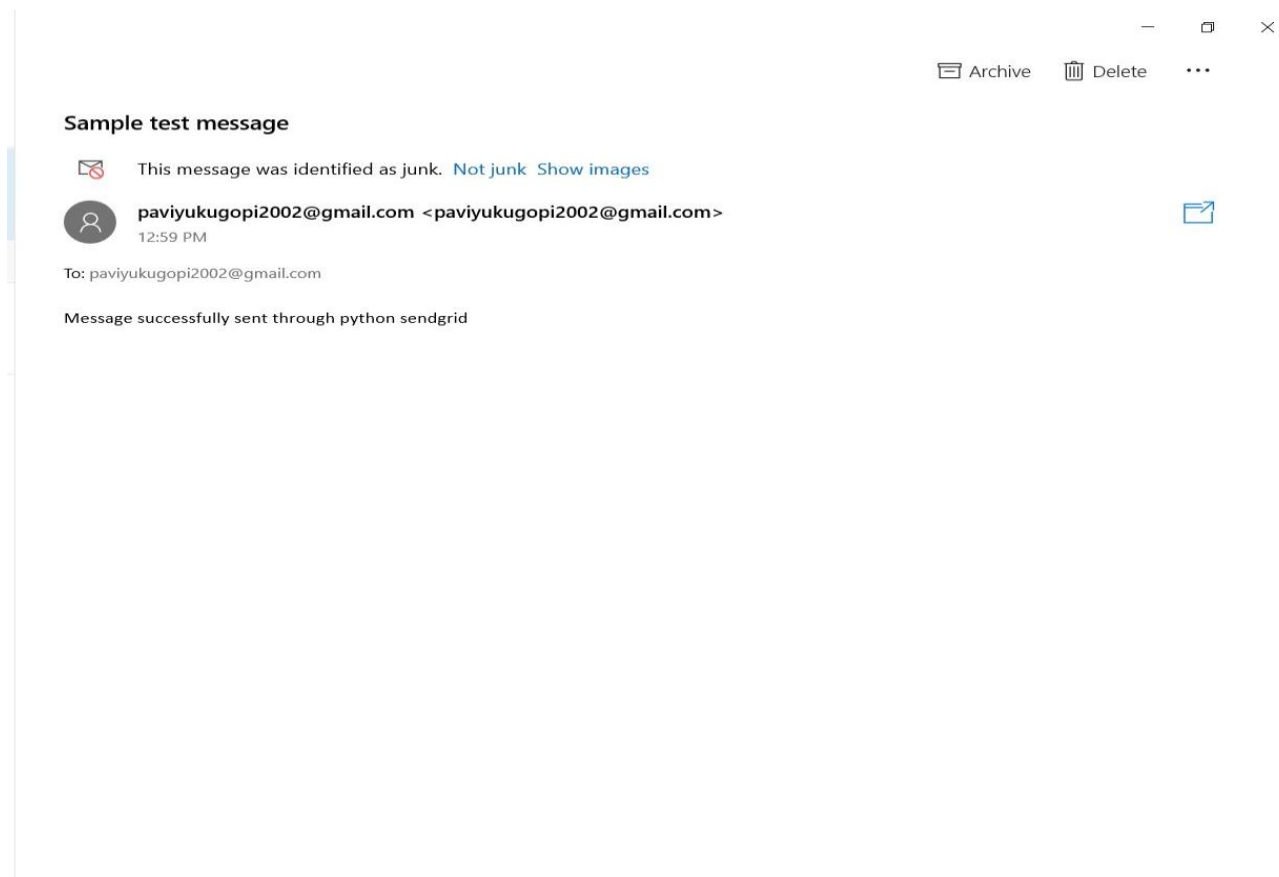 Archive Delete
Sample test message
This message was identified as junk. Not junk Show images
paviyukugopi2002@gmail.com <paviyukugopi2002@gmail.com>
12:59 PM
To: paviyukugopi2002@gmail.com
Message successfully sent through python sendgrid